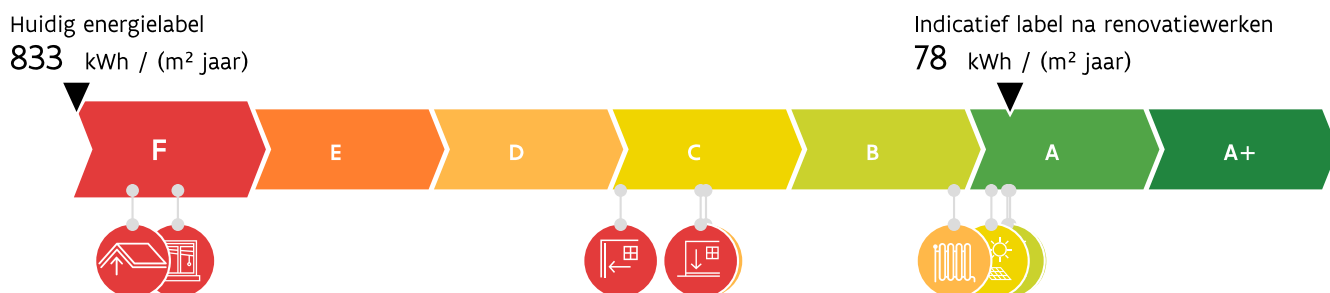 Huidig energielabel
833 kWh / (m² jaar)
Indicatief label na renovatiewerken
78 kWh / (m² jaar)
F E D C B A A+